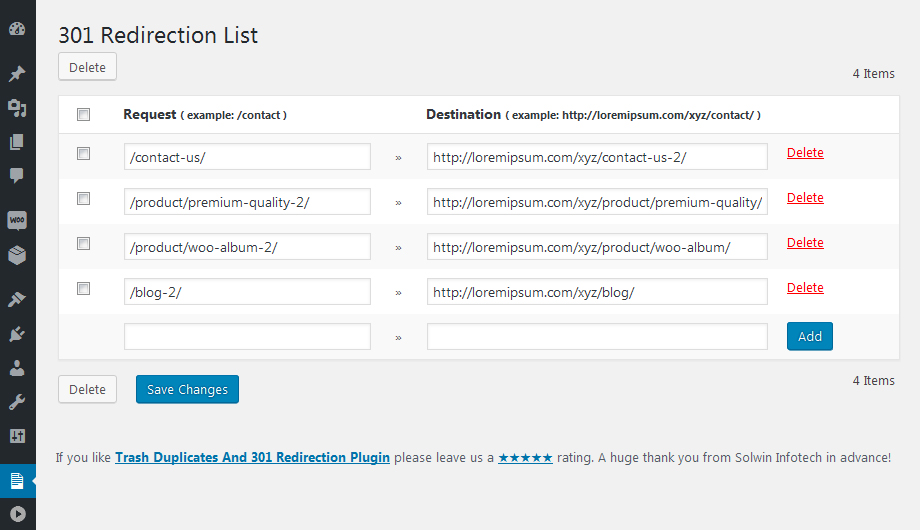 301 Redirection List
Delete
4 Items
Request ( example: /contact ) Destination ( example: http://loremipsum.com/xyz/contact/ )
/contact-us/ » http://loremipsum.com/xyz/contact-us-2/ Delete
/product/premium-quality-2/ » http://loremipsum.com/xyz/product/premium-quality/ Delete
/product/woo-album-2/ » http://loremipsum.com/xyz/product/woo-album/ Delete
WOO
/blog-2/ » http://loremipsum.com/xyz/blog/ Delete
» Add
Delete Save Changes 4 Items
If you like Trash Duplicates And 301 Redirection Plugin please leave us a ★★★★★ rating. A huge thank you from Solwin Infotech in advance!